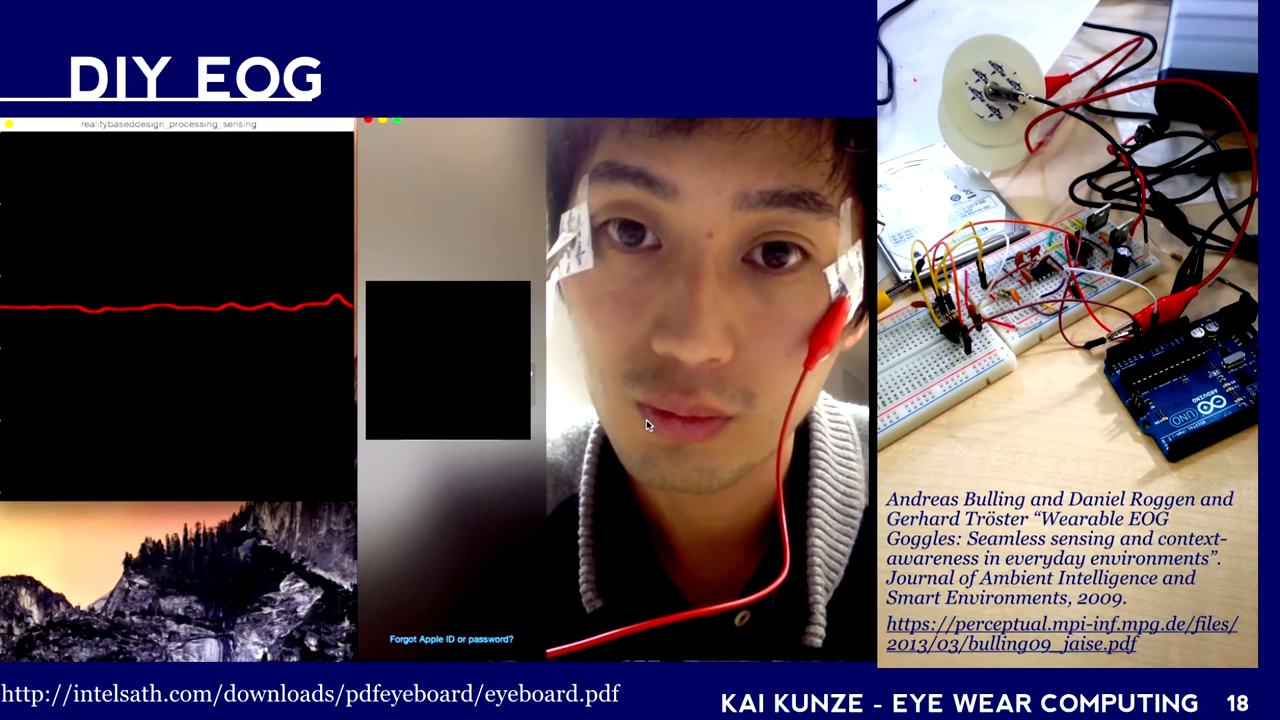 DIY EOG
realitybaseddesign_processing_sensing
Forgot Apple ID or password?
ARDUINO
UNO
Andreas Bulling and Daniel Roggen and
Gerhard Tröster “Wearable EOG
Goggles: Seamless sensing and context-
awareness in everyday environments”.
Journal of Ambient Intelligence and
Smart Environments, 2009.
https://perceptual.mpi-inf.mpg.de/files/
2013/03/bulling09_jaise.pdf
http://intelsath.com/downloads/pdfeyeboard/eyeboard.pdf
KAI KUNZE - EYE WEAR COMPUTING 18